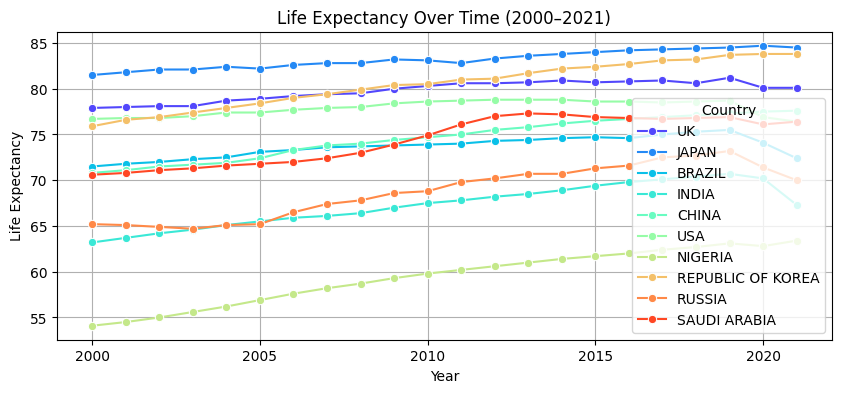 Life Expectancy Over Time (2000–2021)
85
80
75
70
65
60
55
Life Expectancy
2000
2005
2010
2015
2020
Year
Country
UK
JAPAN
BRAZIL
INDIA
CHINA
USA
NIGERIA
REPUBLIC OF KOREA
RUSSIA
SAUDI ARABIA